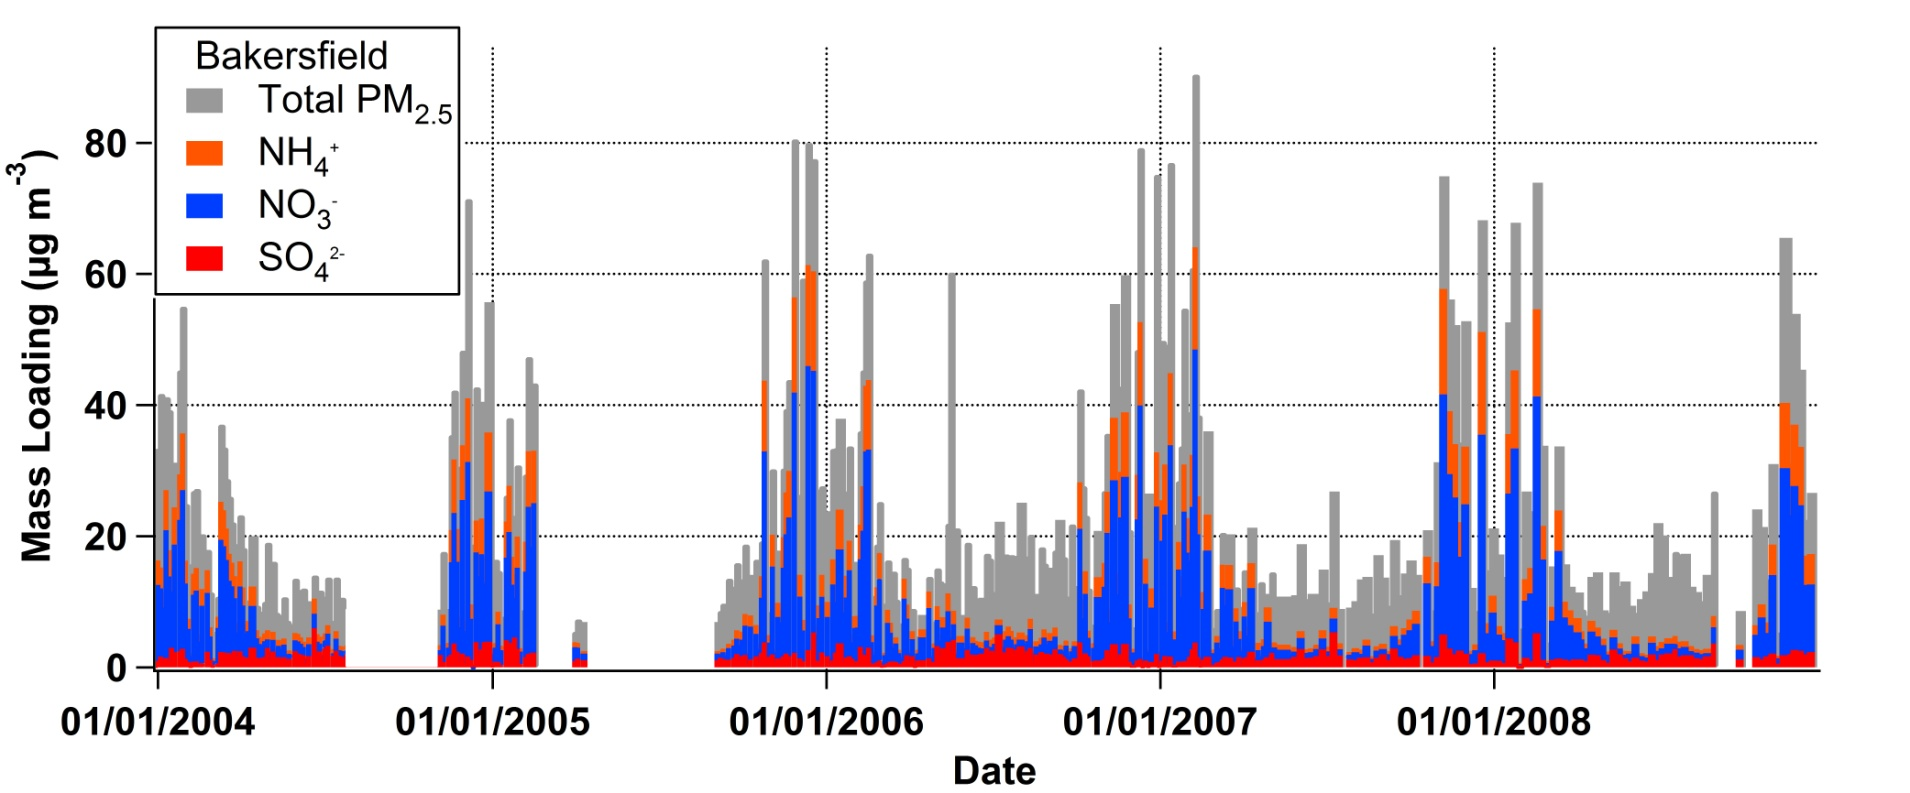 Bakersfield
Total PM2.5
NH4+
NO3-
SO42-
Mass Loading (µg m-3)
80
60
40
20
0
01/01/2004 01/01/2005 01/01/2006 01/01/2007 01/01/2008
Date